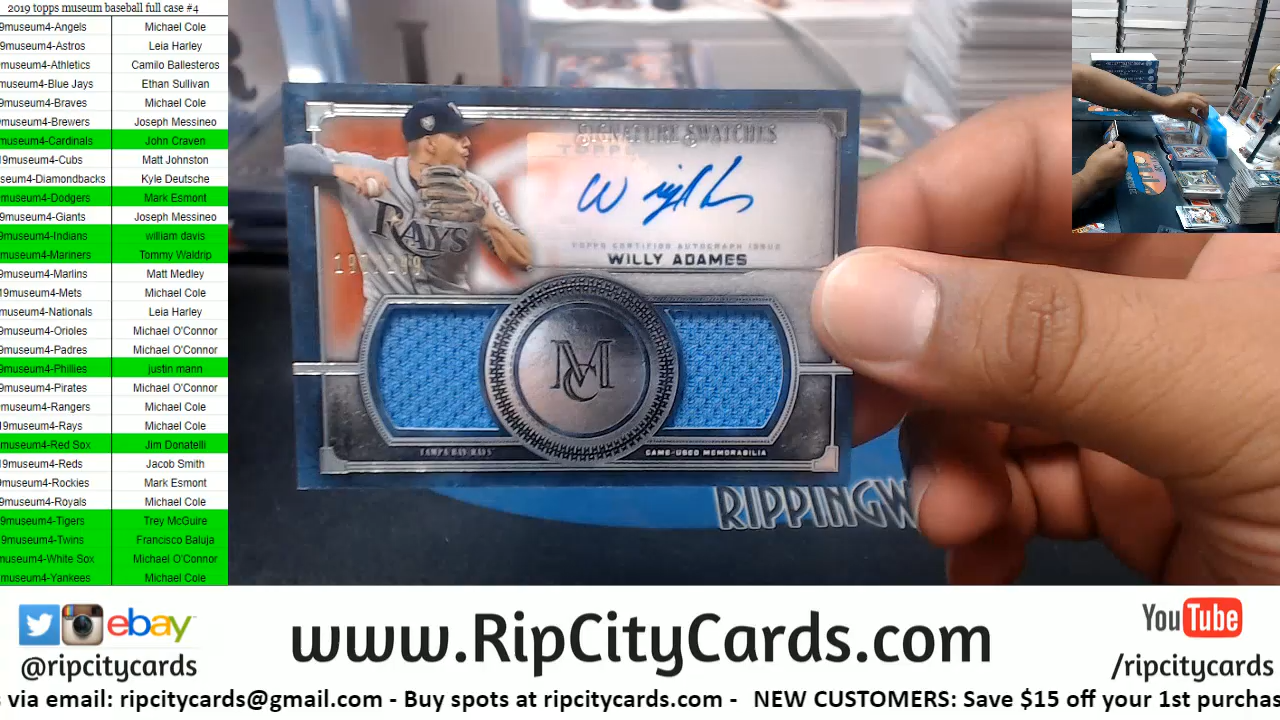 2019 topps museum baseball full case #4
9museum4-Angels Michael Cole
9museum4-Astros Leia Harley
museum4-Athletics Camilo Ballesteros
museum4-Blue Jays Ethan Sullivan
9museum4-Braves Michael Cole
9museum4-Brewers Joseph Messineo
museum4-Cardinals John Craven
19museum4-Cubs Matt Johnston
seum4-Diamondbacks Kyle Deutsche
museum4-Dodgers Mark Esmont
9museum4-Giants Joseph Messineo
9museum4-Indians william davis
museum4-Mariners Tommy Waldrip
9museum4-Marlins Matt Medley
19museum4-Mets Michael Cole
museum4-Nationals Leia Harley
museum4-Orioles Michael O'Connor
9museum4-Padres Michael O'Connor
museum4-Phillies justin mann
museum4-Pirates Michael O'Connor
museum4-Rangers Michael Cole
19museum4-Rays Michael Cole
museum4-Red Sox Jim Donatelli
19museum4-Reds Jacob Smith
museum4-Rockies Mark Esmont
museum4-Royals Michael Cole
9museum4-Tigers Trey McGuire
9museum4-Twins Francisco Baluja
museum4-White Sox Michael O'Connor
museum4-Yankees Michael Cole
SIGNATURE SWATCHES
TOPPS
RAYS
TOPPS CERTIFIED AUTOGRAPH ISSUE
WILLY ADAMES
MC
TAMPA BAY RAYS
GAME-USED MEMORABILIA
RIPPINGW
ebay
@ripcitycards
www.RipCityCards.com
YouTube
/ripcitycards
s via email: ripcitycards@gmail.com - Buy spots at ripcitycards.com - NEW CUSTOMERS: Save $15 off your 1st purchas